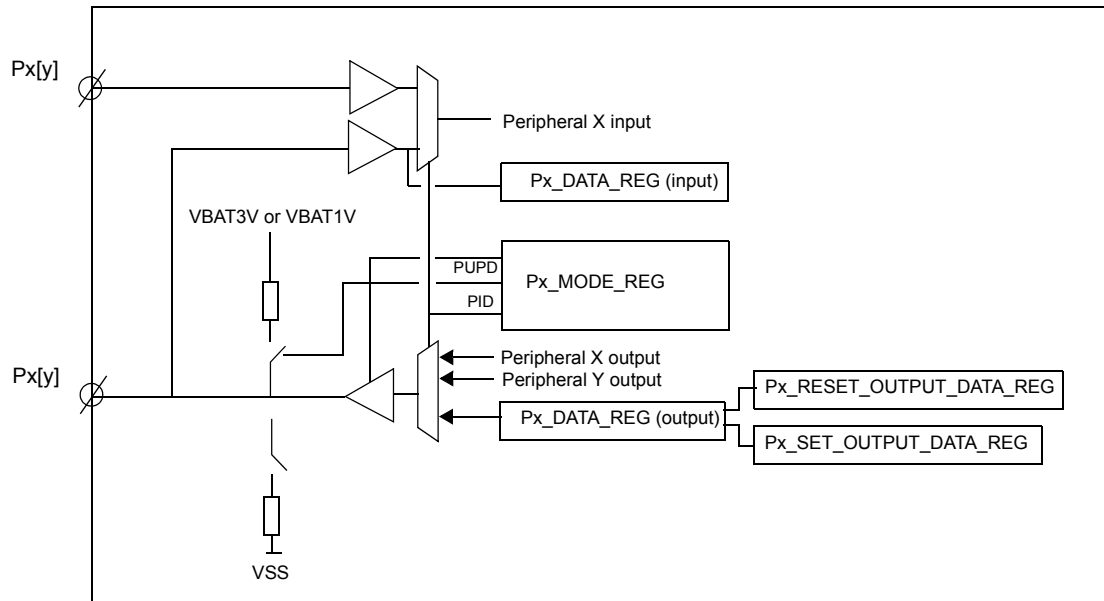 Px[y]
Peripheral X input
Px_DATA_REG (input)
VBAT3V or VBAT1V
PUPD
Px_MODE_REG
PID
Peripheral X output
Px[y]
Peripheral Y output
Px_RESET_OUTPUT_DATA_REG
Px_DATA_REG (output)
Px_SET_OUTPUT_DATA_REG
VSS